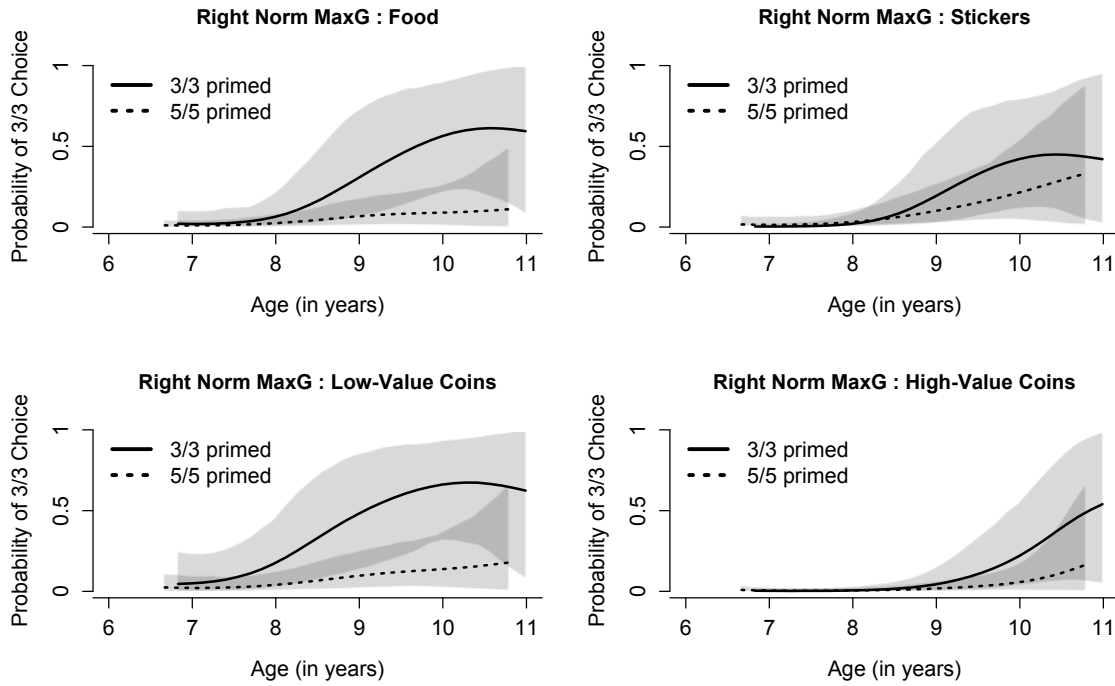 Right Norm MaxG : Food
Probability of 3/3 Choice
1
0.5
0
3/3 primed
5/5 primed
6 7 8 9 10 11
Age (in years)
Right Norm MaxG : Stickers
Probability of 3/3 Choice
1
0.5
0
3/3 primed
5/5 primed
6 7 8 9 10 11
Age (in years)
Right Norm MaxG : Low-Value Coins
Probability of 3/3 Choice
1
0.5
0
3/3 primed
5/5 primed
6 7 8 9 10 11
Age (in years)
Right Norm MaxG : High-Value Coins
Probability of 3/3 Choice
1
0.5
0
3/3 primed
5/5 primed
6 7 8 9 10 11
Age (in years)